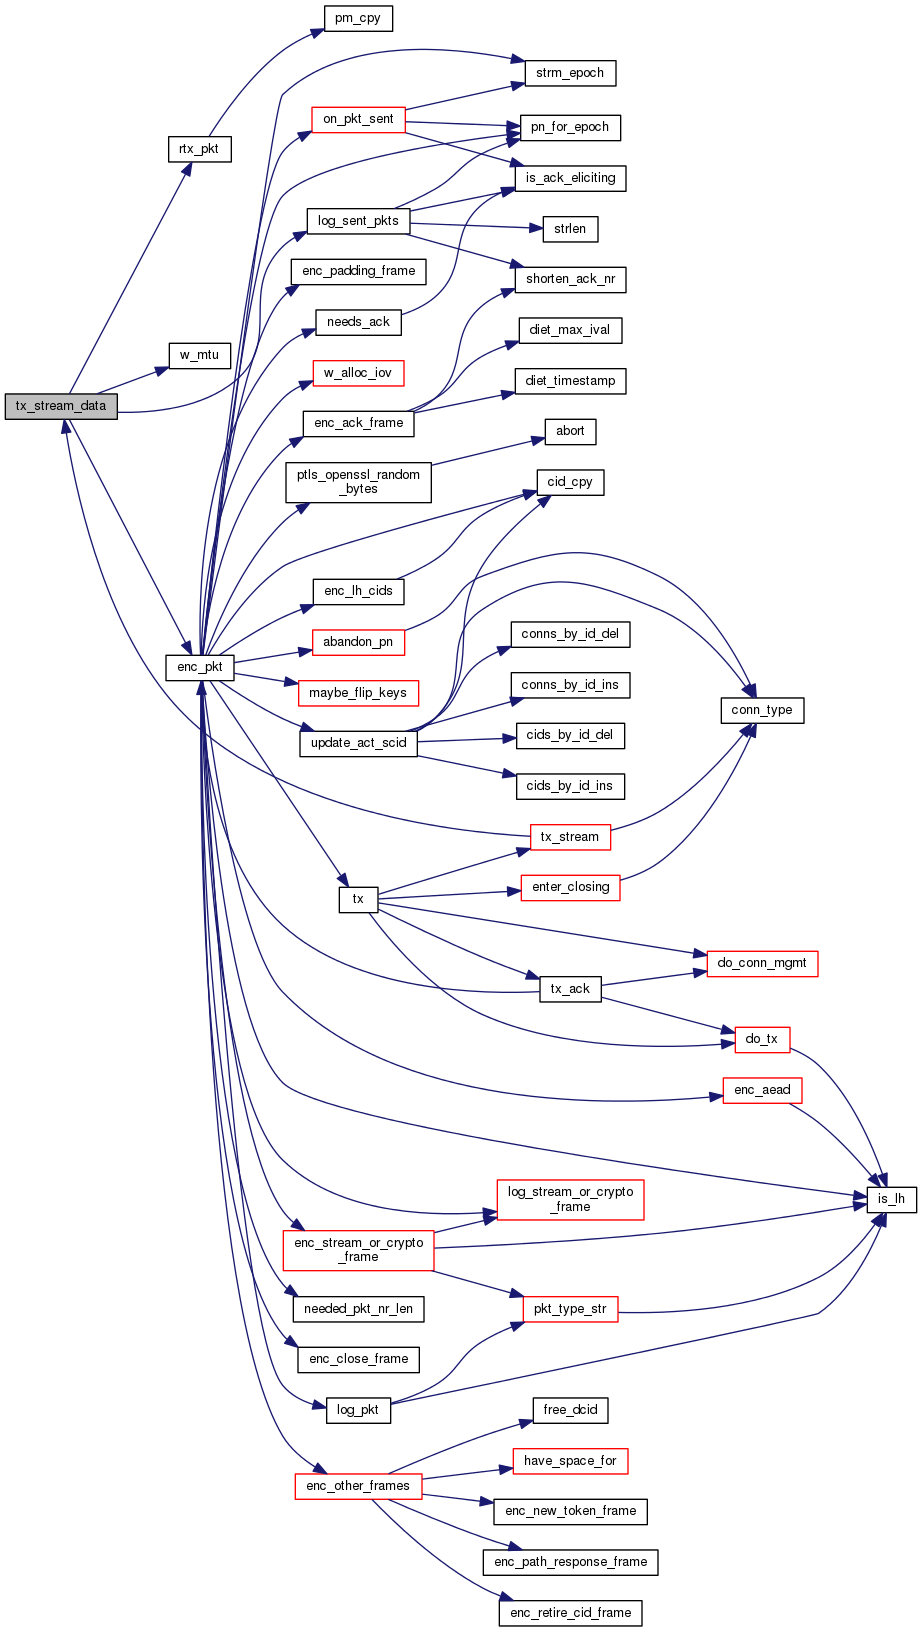 pm_cpy
strm_epoch
on_pkt_sent
pn_for_epoch
rtx_pkt
is_ack_eliciting
log_sent_pkts
strlen
enc_padding_frame
shorten_ack_nr
needs_ack
diet_max_ival
w_mtu
w_alloc_iov
diet_timestamp
tx_stream_data
enc_ack_frame
abort
ptls_openssl_random
_bytes
cid_cpy
enc_lh_cids
conns_by_id_del
abandon_pn
enc_pkt
maybe_flip_keys
conns_by_id_ins
conn_type
update_act_scid
cids_by_id_del
cids_by_id_ins
tx_stream
enter_closing
tx
do_conn_mgmt
tx_ack
do_tx
enc_aead
is_lh
log_stream_or_crypto
_frame
enc_stream_or_crypto
_frame
needed_pkt_nr_len
pkt_type_str
enc_close_frame
log_pkt
free_dcid
have_space_for
enc_other_frames
enc_new_token_frame
enc_path_response_frame
enc_retire_cid_frame